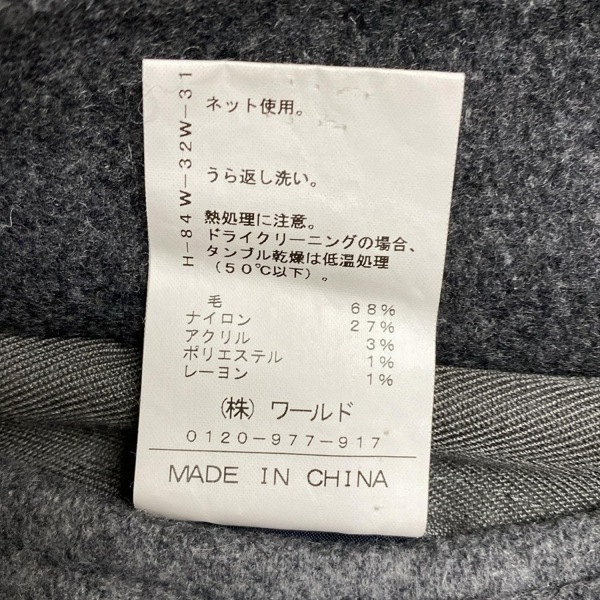 H-84W-32W-31
ネット使用。
うら返し洗い。
熱処理に注意。
ドライクリーニングの場合、
タンブル乾燥は低温処理
(50℃以下)。
毛 68%
ナイロン 27%
アクリル 3%
ポリエステル 1%
レーヨン 1%
(株) ワールド
0120-977-917
MADE IN CHINA